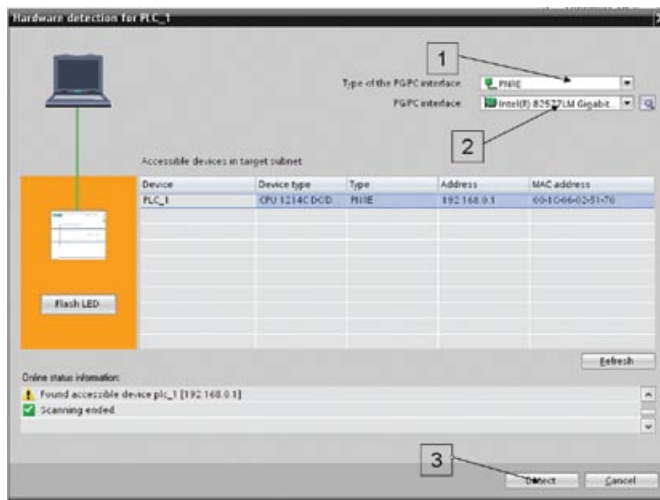 Hardware detection for PLC_1
1
Type of the PG/PC interface PN/IE
PG/PC interface Intel(R) 82577LM Gigabit...
2
Accessible devices in target subnet
Device Device type Type Address MAC address
PLC_1 CPU 1214C DC/D... PN/IE 192.168.0.1
Flash LED
Refresh
Online status information:
Found accessible device plc_1 [192.168.0.1]
Scanning ended.
3
Detect Cancel